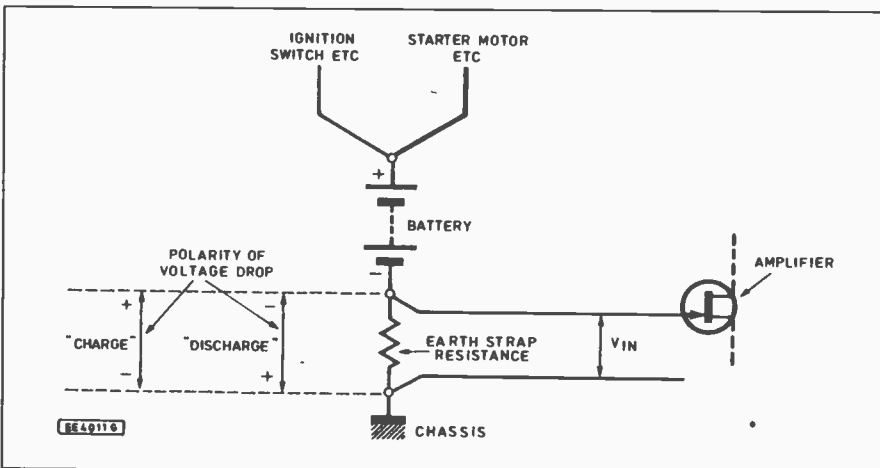 IGNITION
SWITCH ETC
STARTER MOTOR
ETC
+
BATTERY
−
POLARITY OF
VOLTAGE DROP
AMPLIFIER
+
−
"CHARGE"
"DISCHARGE"
EARTH STRAP
RESISTANCE
VIN
−
+
CHASSIS